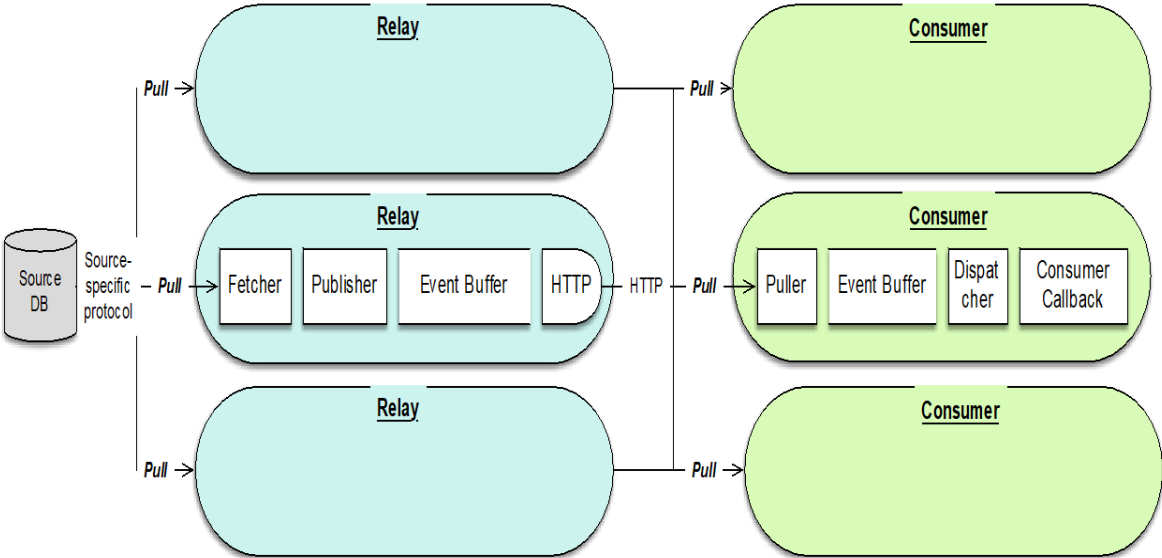 Relay
Consumer
Pull
Pull
Source
DB
Source-
specific
protocol
Pull
Relay
Fetcher
Publisher
Event Buffer
HTTP
HTTP
Pull
Consumer
Puller
Event Buffer
Dispat
cher
Consumer
Callback
Relay
Consumer
Pull
Pull